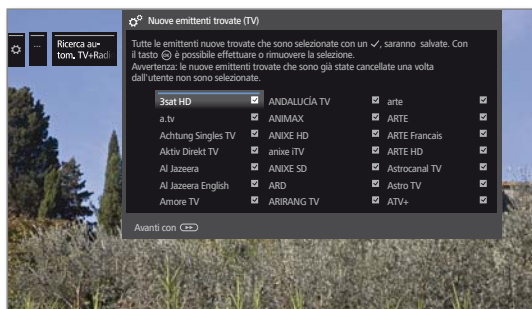 Nuove emittenti trovate (TV)
...
Ricerca au-
tom. TV+Radi
Tutte le emittenti nuove trovate che sono selezionate con un ✓, saranno salvate. Con
il tasto OK è possibile effettuare o rimuovere la selezione.
Avvertenza: le nuove emittenti trovate che sono già state cancellate una volta
dall'utente non sono selezionate.
3sat HD ANDALUCÍA TV arte
a.tv ANIMAX ARTE
Achtung Singles TV ANIXE HD ARTE Francais
Aktiv Direkt TV anixe iTV ARTE HD
Al Jazeera ANIXE SD Astrocanal TV
Al Jazeera English ARD Astro TV
Amore TV ARIRANG TV ATV+
Avanti con